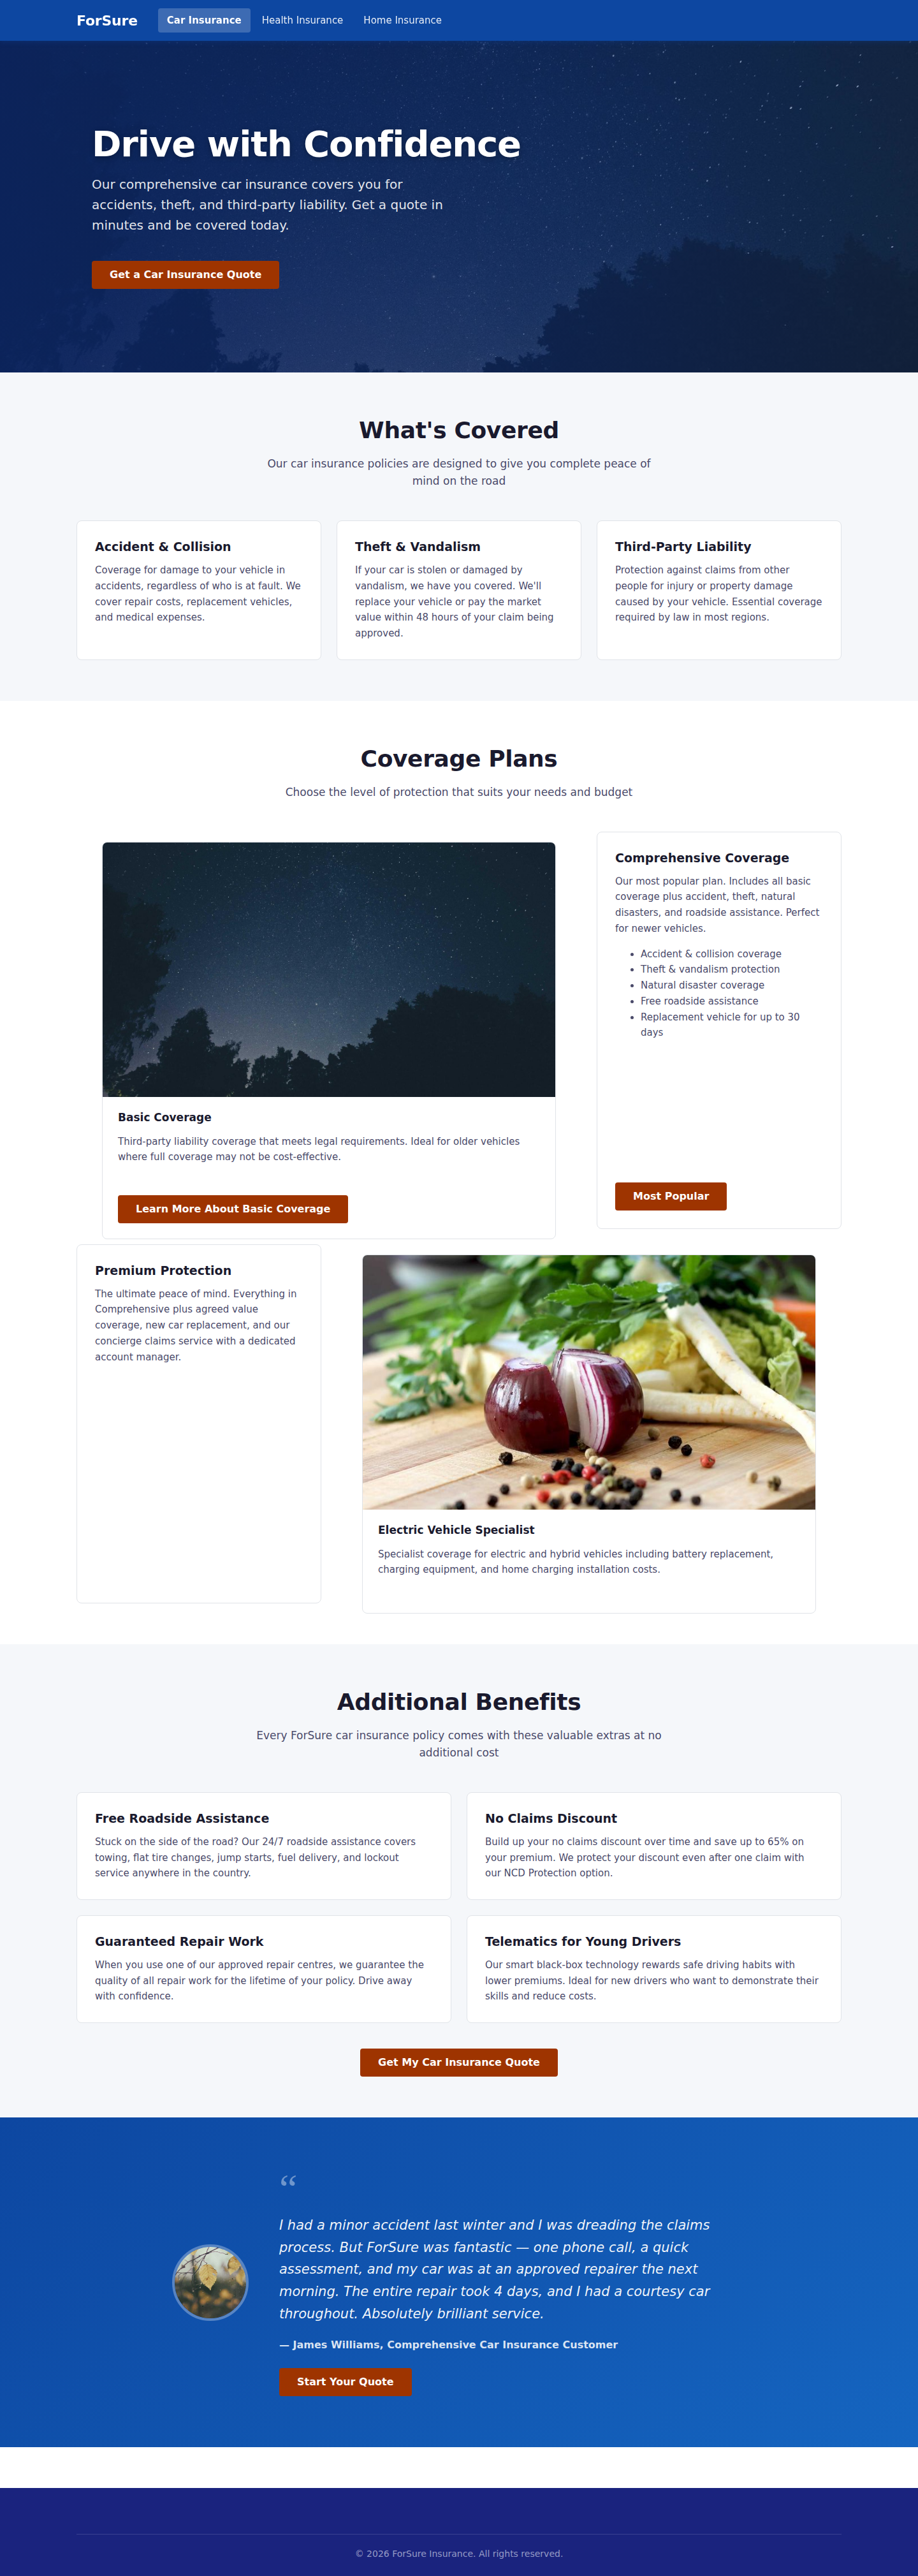 ForSure
Car Insurance
Health Insurance
Home Insurance
Drive with Confidence
Our comprehensive car insurance covers you for
accidents, theft, and third-party liability. Get a quote in
minutes and be covered today.
Get a Car Insurance Quote
What's Covered
Our car insurance policies are designed to give you complete peace of
mind on the road
Accident & Collision
Coverage for damage to your vehicle in
accidents, regardless of who is at fault. We
cover repair costs, replacement vehicles,
and medical expenses.
Theft & Vandalism
If your car is stolen or damaged by
vandalism, we have you covered. We'll
replace your vehicle or pay the market
value within 48 hours of your claim being
approved.
Third-Party Liability
Protection against claims from other
people for injury or property damage
caused by your vehicle. Essential coverage
required by law in most regions.
Coverage Plans
Choose the level of protection that suits your needs and budget
Basic Coverage
Third-party liability coverage that meets legal requirements. Ideal for older vehicles
where full coverage may not be cost-effective.
Learn More About Basic Coverage
Comprehensive Coverage
Our most popular plan. Includes all basic
coverage plus accident, theft, natural
disasters, and roadside assistance. Perfect
for newer vehicles.
• Accident & collision coverage
• Theft & vandalism protection
• Natural disaster coverage
• Free roadside assistance
• Replacement vehicle for up to 30
days
Most Popular
Premium Protection
The ultimate peace of mind. Everything in
Comprehensive plus agreed value
coverage, new car replacement, and our
concierge claims service with a dedicated
account manager.
Electric Vehicle Specialist
Specialist coverage for electric and hybrid vehicles including battery replacement,
charging equipment, and home charging installation costs.
Additional Benefits
Every ForSure car insurance policy comes with these valuable extras at no
additional cost
Free Roadside Assistance
Stuck on the side of the road? Our 24/7 roadside assistance covers
towing, flat tire changes, jump starts, fuel delivery, and lockout
service anywhere in the country.
No Claims Discount
Build up your no claims discount over time and save up to 65% on
your premium. We protect your discount even after one claim with
our NCD Protection option.
Guaranteed Repair Work
When you use one of our approved repair centres, we guarantee the
quality of all repair work for the lifetime of your policy. Drive away
with confidence.
Telematics for Young Drivers
Our smart black-box technology rewards safe driving habits with
lower premiums. Ideal for new drivers who want to demonstrate their
skills and reduce costs.
Get My Car Insurance Quote
“
I had a minor accident last winter and I was dreading the claims
process. But ForSure was fantastic — one phone call, a quick
assessment, and my car was at an approved repairer the next
morning. The entire repair took 4 days, and I had a courtesy car
throughout. Absolutely brilliant service.
— James Williams, Comprehensive Car Insurance Customer
Start Your Quote
© 2026 ForSure Insurance. All rights reserved.